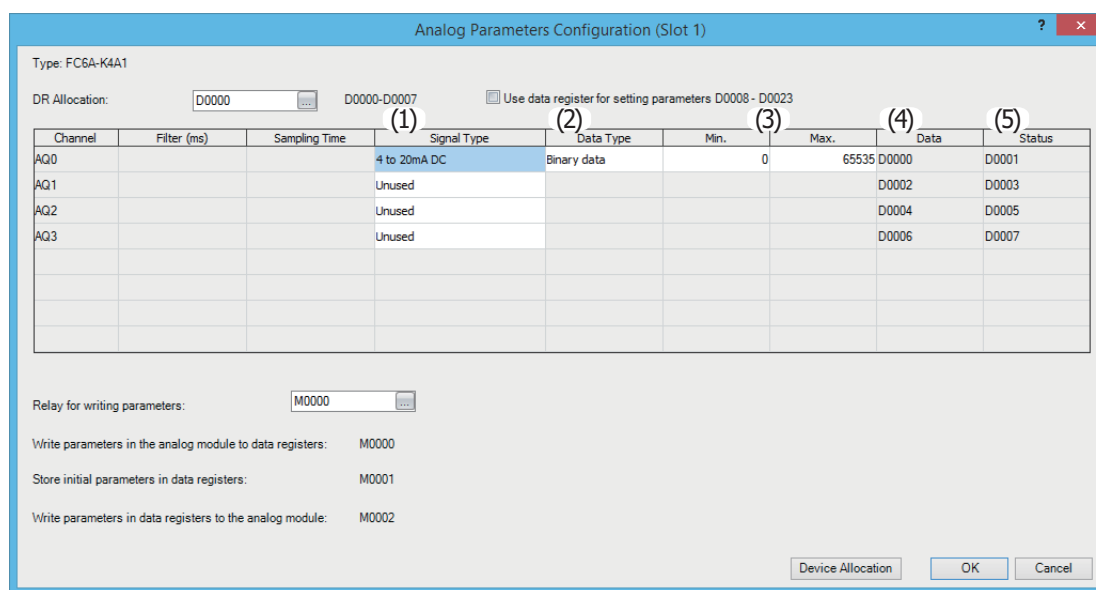 Analog Parameters Configuration (Slot 1) ? ×
Type: FC6A-K4A1
DR Allocation: D0000 ... D0000-D0007 Use data register for setting parameters D0008 - D0023
(1) (2) (3) (4) (5)
Channel Filter (ms) Sampling Time Signal Type Data Type Min. Max. Data Status
AQ0 4 to 20mA DC Binary data 0 65535 D0000 D0001
AQ1 Unused D0002 D0003
AQ2 Unused D0004 D0005
AQ3 Unused D0006 D0007
Relay for writing parameters: M0000 ...
Write parameters in the analog module to data registers: M0000
Store initial parameters in data registers: M0001
Write parameters in data registers to the analog module: M0002
Device Allocation OK Cancel